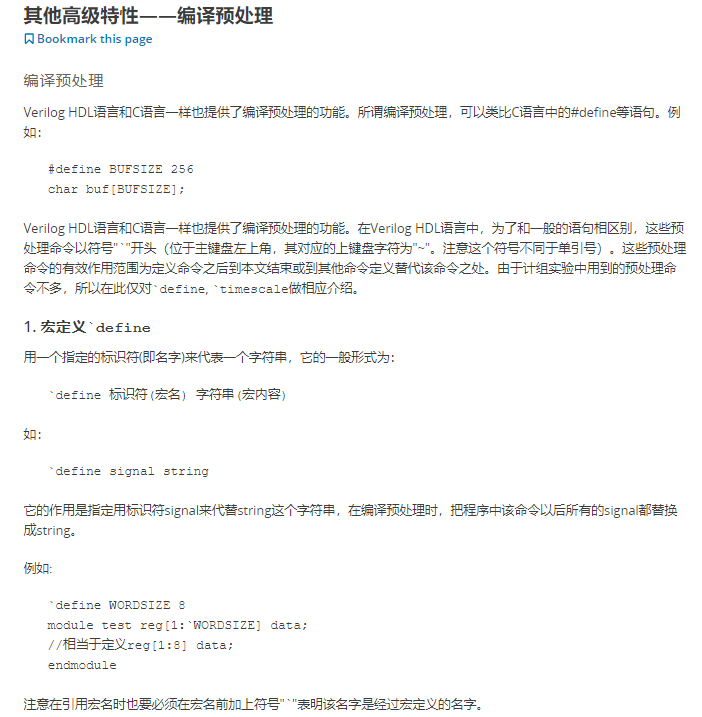 其他高级特性——编译预处理
Bookmark this page
编译预处理
Verilog HDL语言和C语言一样也提供了编译预处理的功能。所谓编译预处理，可以类比C语言中的#define等语句。例
如：
#define BUFSIZE 256
char buf[BUFSIZE];
Verilog HDL语言和C语言一样也提供了编译预处理的功能。在Verilog HDL语言中，为了和一般的语句相区别，这些预
处理命令以符号"`"开头（位于主键盘左上角，其对应的上键盘字符为"~"。注意这个符号不同于单引号）。这些预处理
命令的有效作用范围为定义命令之后到本文结束或到其他命令定义替代该命令之处。由于计组实验中用到的预处理命
令不多，所以在此仅对`define, `timescale做相应介绍。
1. 宏定义`define
用一个指定的标识符(即名字)来代表一个字符串，它的一般形式为：
`define 标识符(宏名) 字符串(宏内容)
如：
`define signal string
它的作用是指定用标识符signal来代替string这个字符串，在编译预处理时，把程序中该命令以后所有的signal都替换
成string。
例如:
`define WORDSIZE 8
module test reg[1:`WORDSIZE] data;
//相当于定义reg[1:8] data;
endmodule
注意在引用宏名时也要必须在宏名前加上符号"`"表明该名字是经过宏定义的名字。